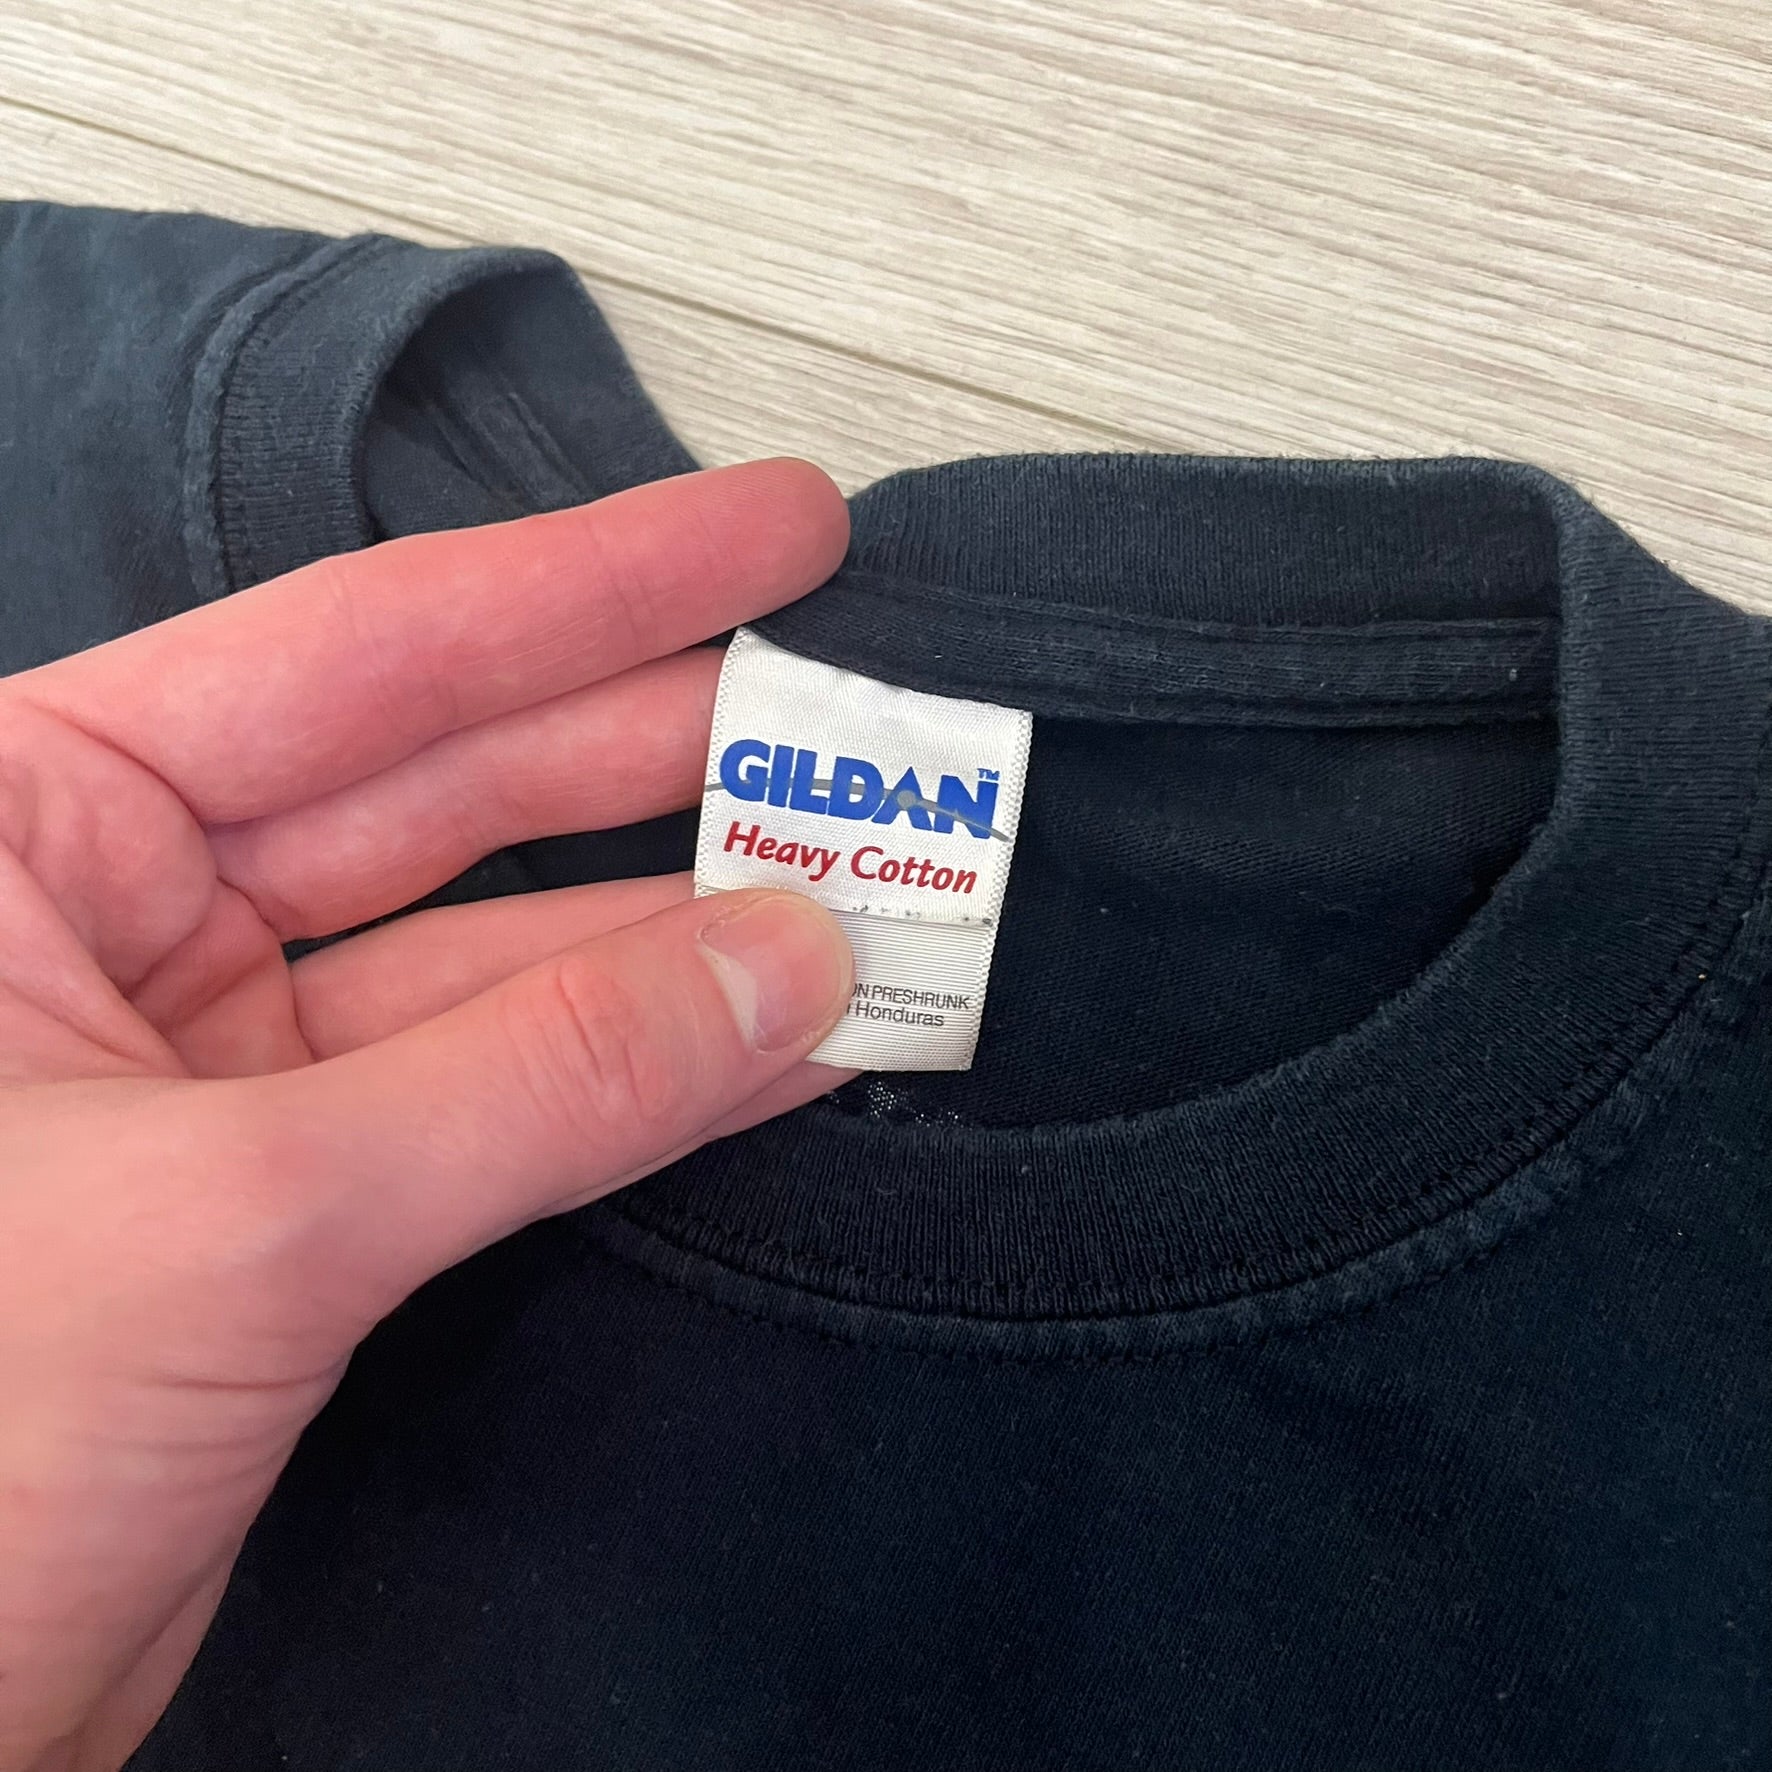 GILDAN™
Heavy Cotton
PRESHRUNK
Honduras